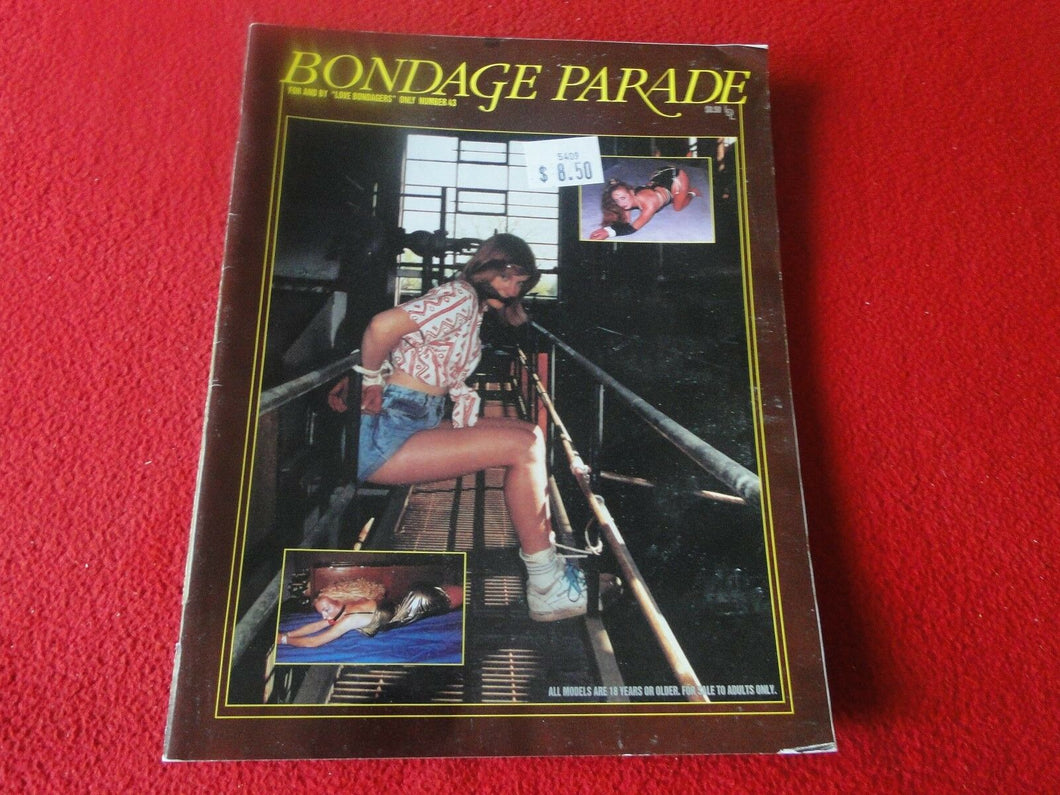 BONDAGE PARADE
FOR AND BY "LOVE BONDAGERS" ONLY NUMBER 43
5409
$ 8.50
ALL MODELS ARE 18 YEARS OR OLDER. FOR SALE TO ADULTS ONLY.